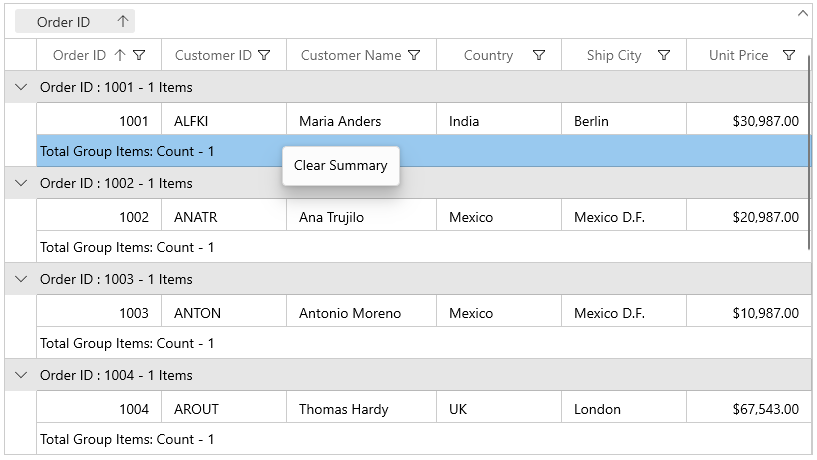 Order ID
Order ID Customer ID Customer Name Country Ship City Unit Price
Order ID : 1001 - 1 Items
1001 ALFKI Maria Anders India Berlin $30,987.00
Total Group Items: Count - 1
Clear Summary
Order ID : 1002 - 1 Items
1002 ANATR Ana Trujilo Mexico Mexico D.F. $20,987.00
Total Group Items: Count - 1
Order ID : 1003 - 1 Items
1003 ANTON Antonio Moreno Mexico Mexico D.F. $10,987.00
Total Group Items: Count - 1
Order ID : 1004 - 1 Items
1004 AROUT Thomas Hardy UK London $67,543.00
Total Group Items: Count - 1